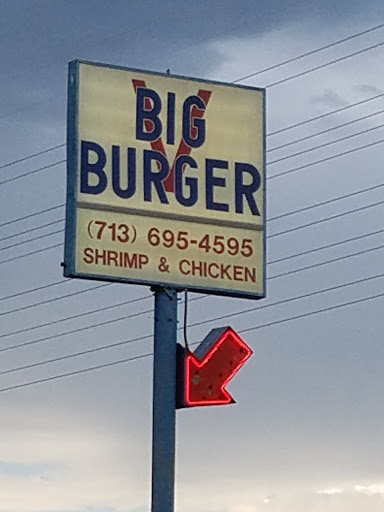 V
BIG
BURGER
(713) 695-4595
SHRIMP & CHICKEN